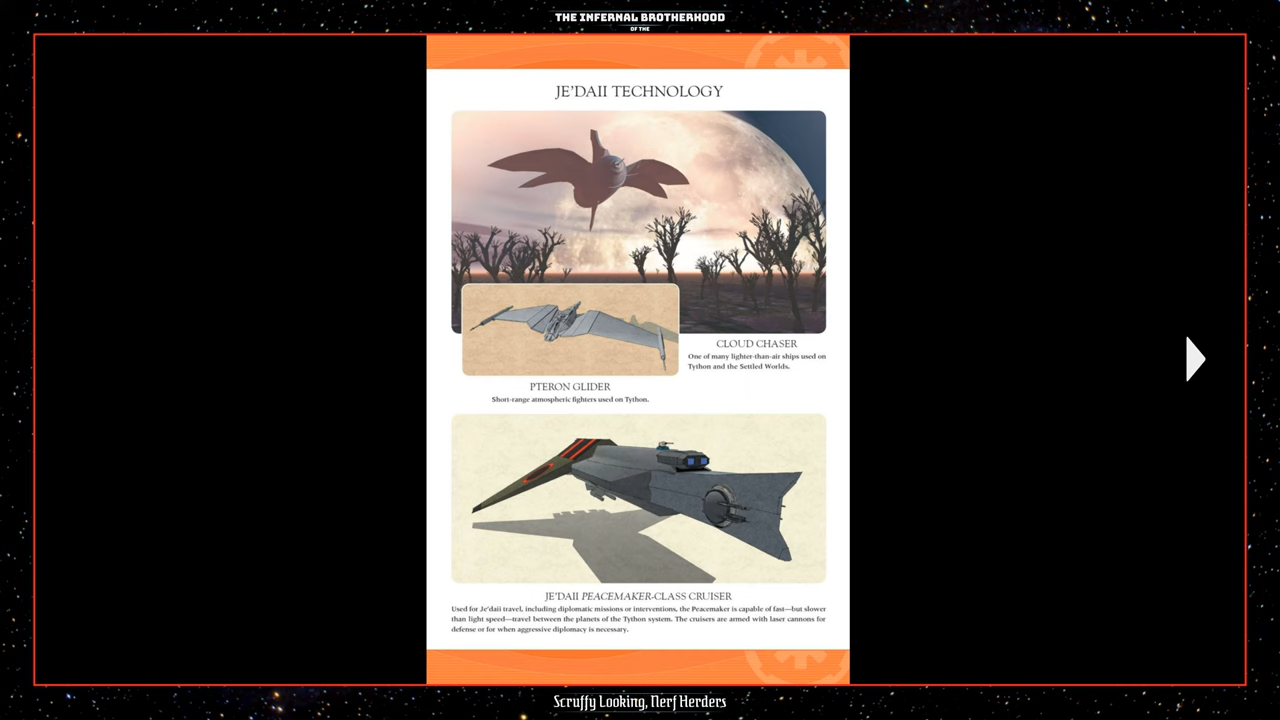 THE INFERNAL BROTHERHOOD
OF THE
JE'DAII TECHNOLOGY
CLOUD CHASER
One of many lighter-than-air ships used on
Tython and the Settled Worlds.
PTERON GLIDER
Short-range atmospheric fighters used on Tython.
JE'DAII PEACEMAKER-CLASS CRUISER
Used for Je'daii travel, including diplomatic missions or interventions, the Peacemaker is capable of fast—but slower
than light speed—travel between the planets of the Tython system. The cruisers are armed with laser cannons for
defense or for when aggressive diplomacy is necessary.
Scruffy Looking, Nerf Herders